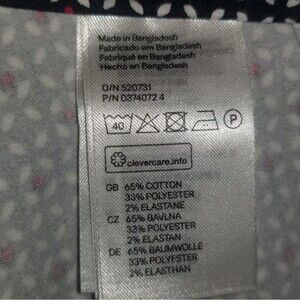 Made in Bangladesh
Fabricado em Bangladesh
Fabriqué en Bangladesh
Hecho en Bangladesh
O/N 520731
P/N 0374072 4
40 P
clevercare.info
GB 65% COTTON
33% POLYESTER
2% ELASTANE
CZ 65% BAVLNA
33% POLYESTER
2% ELASTAN
DE 65% BAUMWOLLE
33% POLYESTER
2% ELASTHAN